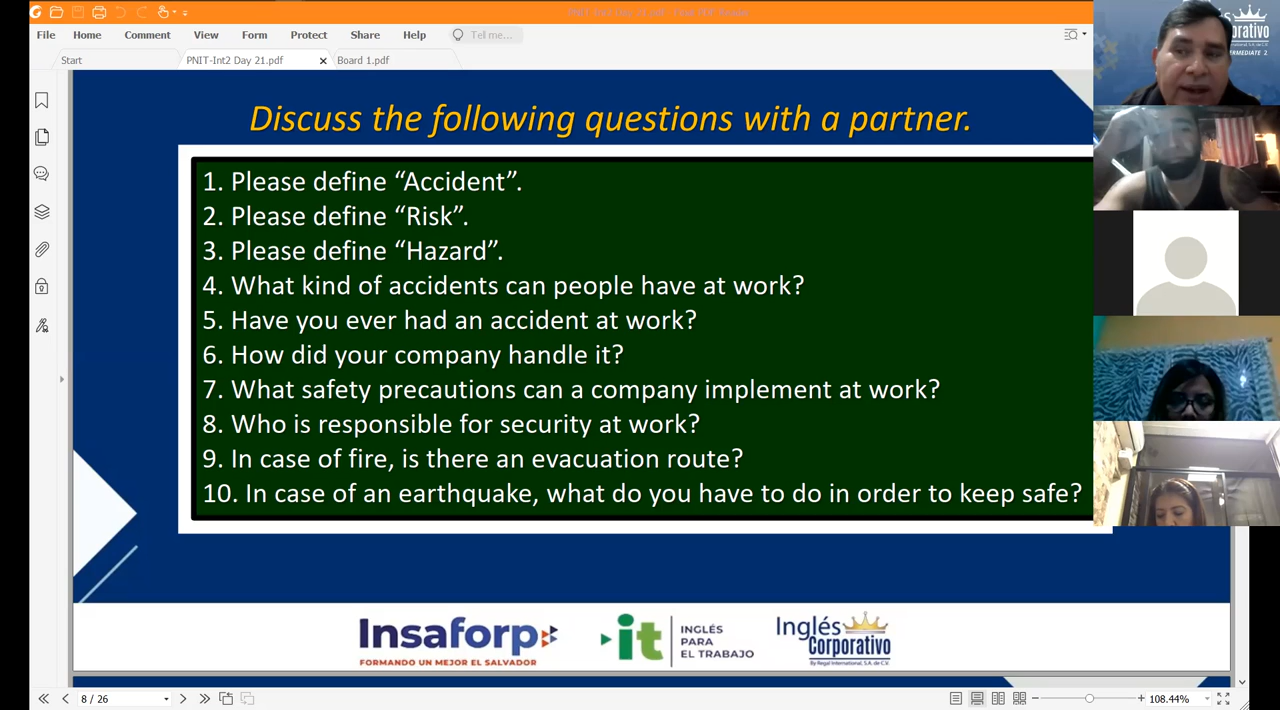 File Home Comment View Form Protect Share Help Tell me...
Start PNIT-Int2 Day 21.pdf Board 1.pdf
Discuss the following questions with a partner.
1. Please define “Accident”.
2. Please define “Risk”.
3. Please define “Hazard”.
4. What kind of accidents can people have at work?
5. Have you ever had an accident at work?
6. How did your company handle it?
7. What safety precautions can a company implement at work?
8. Who is responsible for security at work?
9. In case of fire, is there an evacuation route?
10. In case of an earthquake, what do you have to do in order to keep safe?
Insaforp
FORMANDO UN MEJOR EL SALVADOR
it
INGLÉS
PARA
EL TRABAJO
Inglés
Corporativo
By Regal International, S.A. de C.V.
8 / 26
108.44%